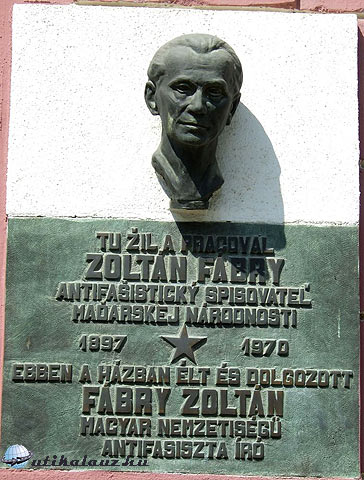 TU ŽIL A PRACOVAL
ZOLTÁN FÁBRY
ANTIFAŠISTICKÝ SPISOVATEĽ
MAĎARSKEJ NÁRODNOSTI
1897 1970
EBBEN A HÁZBAN ÉLT ÉS DOLGOZOTT
FÁBRY ZOLTÁN
MAGYAR NEMZETISÉGŰ
ANTIFASISZTA ÍRÓ
utikalauz.hu